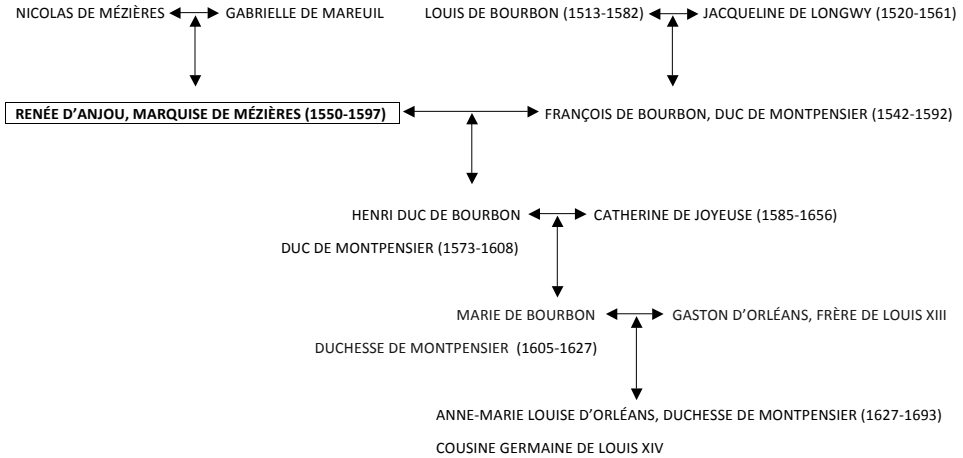 NICOLAS DE MÉZIÈRES GABRIELLE DE MAREUIL LOUIS DE BOURBON (1513-1582) JACQUELINE DE LONGWY (1520-1561)
RENÉE D’ANJOU, MARQUISE DE MÉZIÈRES (1550-1597) FRANÇOIS DE BOURBON, DUC DE MONTPENSIER (1542-1592)
HENRI DUC DE BOURBON CATHERINE DE JOYEUSE (1585-1656)
DUC DE MONTPENSIER (1573-1608)
MARIE DE BOURBON GASTON D’ORLÉANS, FRÈRE DE LOUIS XIII
DUCHESSE DE MONTPENSIER (1605-1627)
ANNE-MARIE LOUISE D’ORLÉANS, DUCHESSE DE MONTPENSIER (1627-1693)
COUSINE GERMAINE DE LOUIS XIV